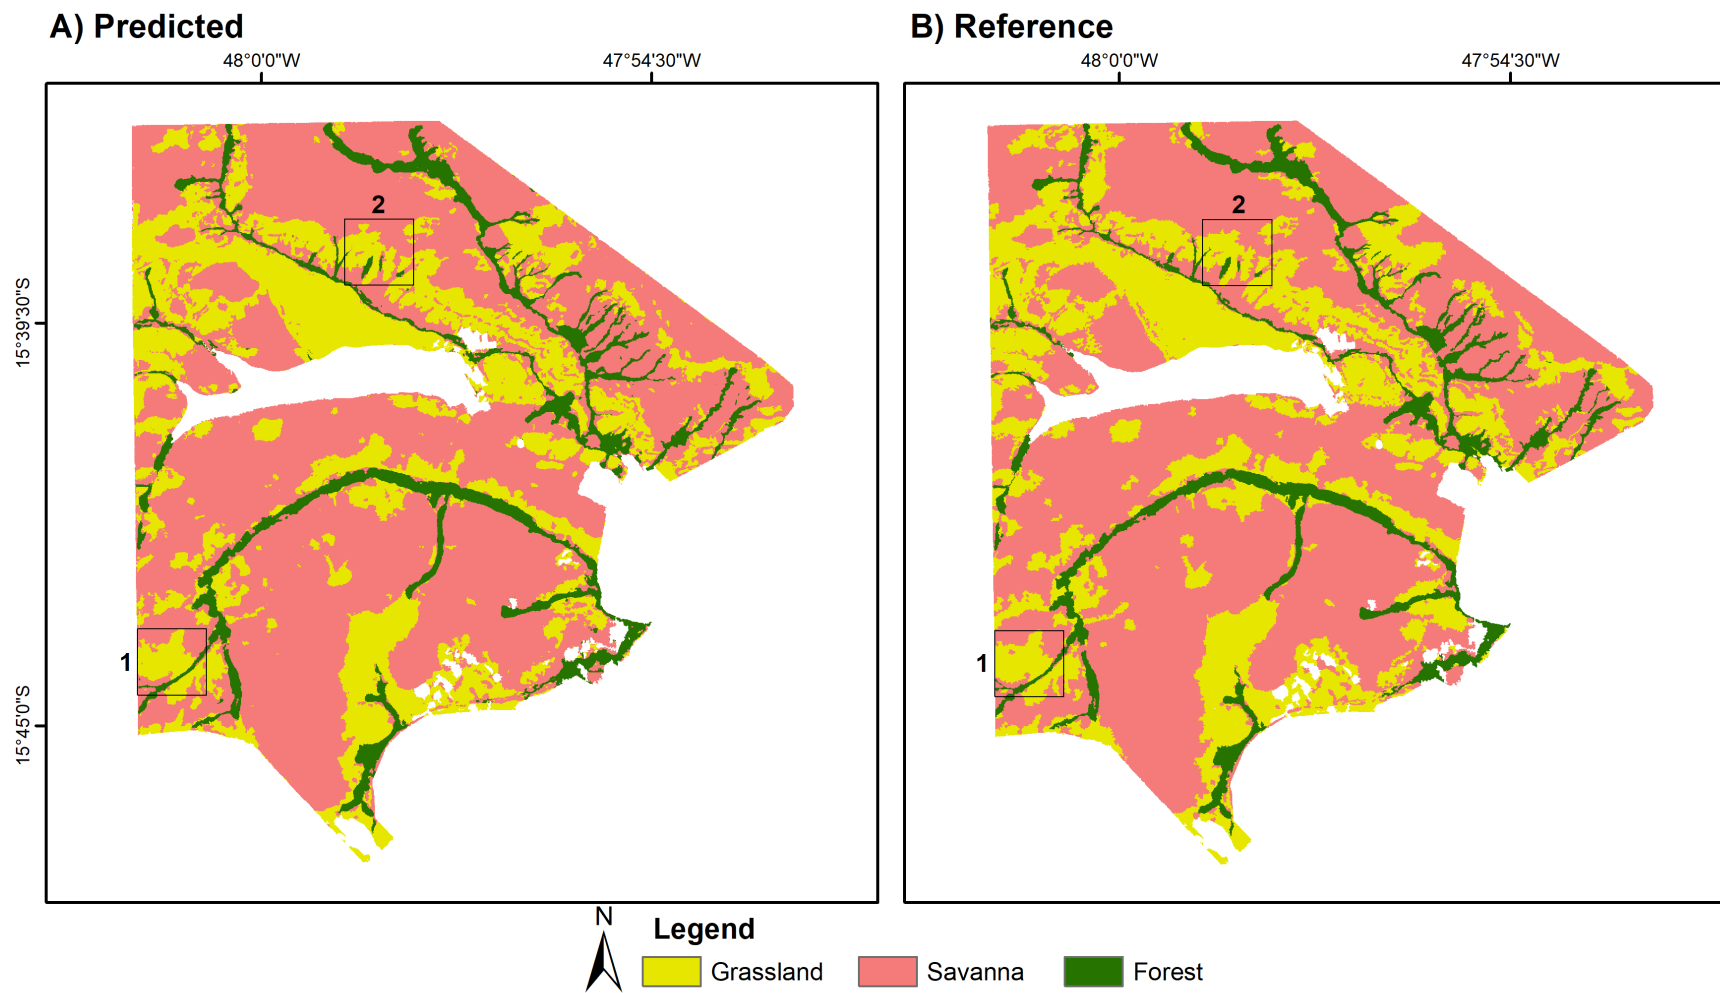 A) Predicted
B) Reference
48°0'0"W
47°54'30"W
48°0'0"W
47°54'30"W
2
2
15°39'30"S
1
1
15°45'0"S
N
Legend
Grassland
Savanna
Forest